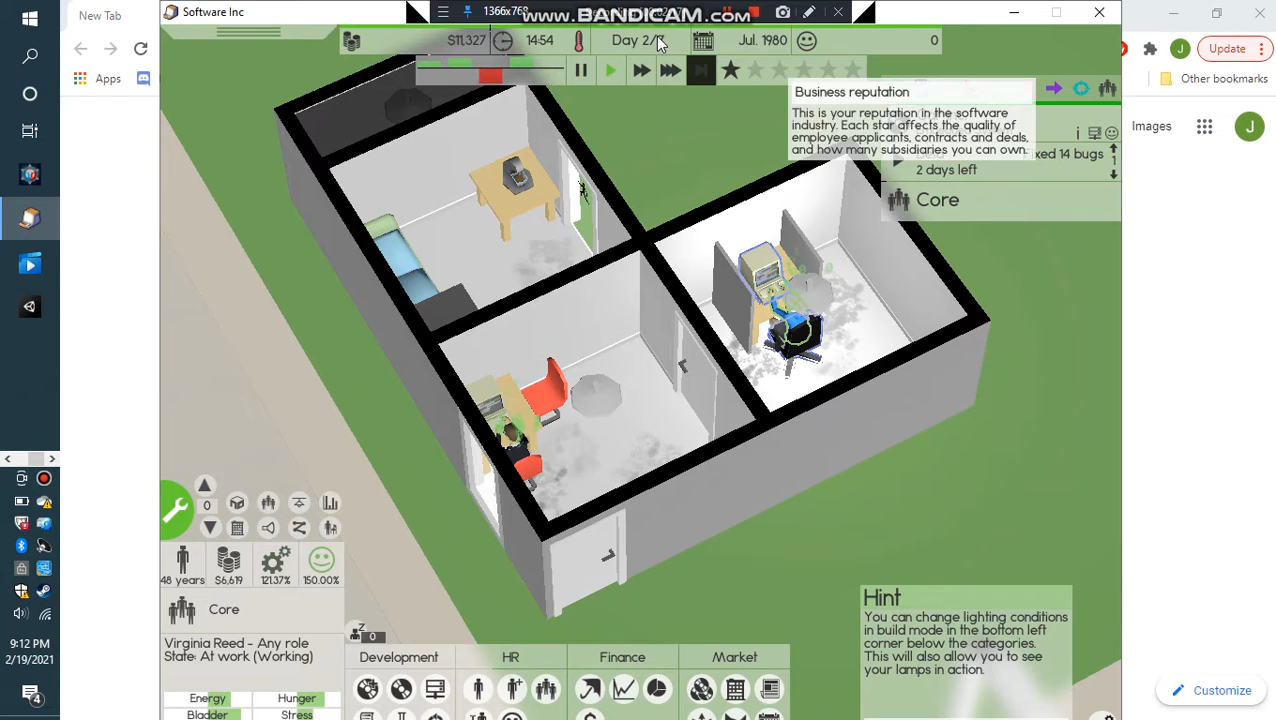 New Tab
Software Inc
1366x768
www.BANDICAM.com
Update
Apps
Other bookmarks
$11,327
14:54
Day 2/7
Jul. 1980
0
Business reputation
This is your reputation in the software
industry. Each star affects the quality of
employee applicants, contracts and deals,
and how many subsidiaries you can own.
Fixed 14 bugs
1
2 days left
Core
Images
J
J
0
48 years
$6,619
121.37%
150.00%
Core
Virginia Reed - Any role
State: At work (Working)
Energy
Hunger
Bladder
Stress
Z
0
Development
HR
Finance
Market
Hint
You can change lighting conditions
in build mode in the bottom left
corner below the categories.
This will also allow you to see
your lamps in action.
9:12 PM
2/19/2021
4
Customize